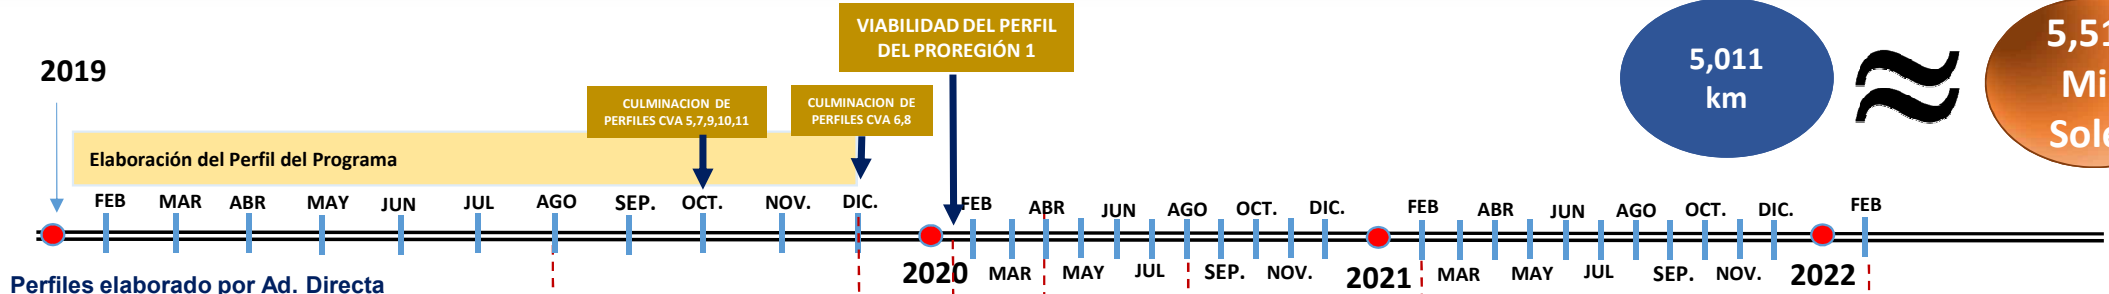 VIABILIDAD DEL PERFIL
DEL PROREGIÓN 1
5,011
km
2019
CULMINACION DE
PERFILES CVA 5,7,9,10,11
CULMINACION DE
PERFILES CVA 6,8
Elaboración del Perfil del Programa
FEB MAR ABR MAY JUN JUL AGO SEP. OCT. NOV. DIC. FEB ABR JUN AGO OCT. DIC. FEB ABR JUN AGO OCT. DIC. FEB
2020 MAR MAY JUL SEP. NOV. 2021 MAR MAY JUL SEP. NOV. 2022
Perfiles elaborado por Ad. Directa